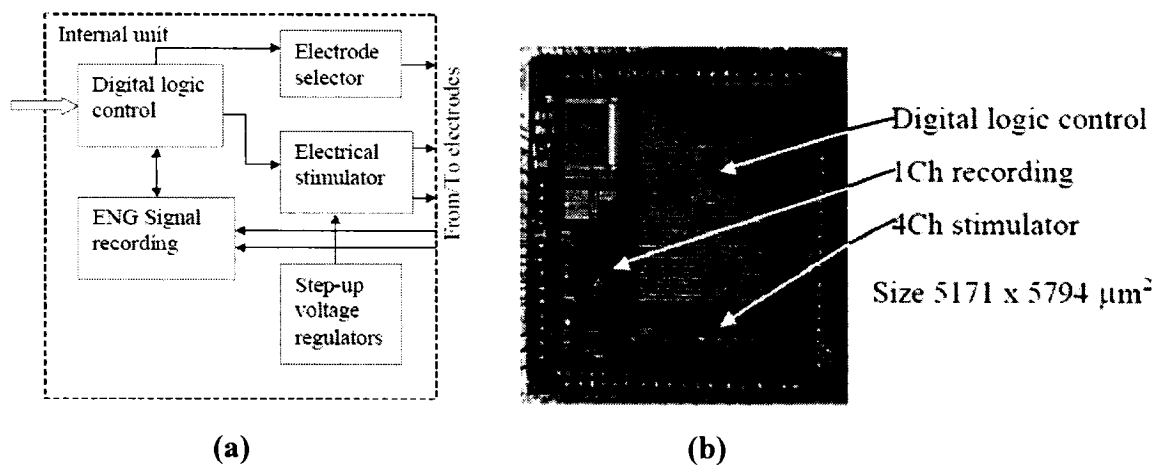 Internal unit
Electrode
selector
Digital logic
control
Electrical
stimulator
ENG Signal
recording
Step-up
voltage
regulators
From/To electrodes
(a)
Digital logic control
1Ch recording
4Ch stimulator
Size 5171 x 5794 μm²
(b)